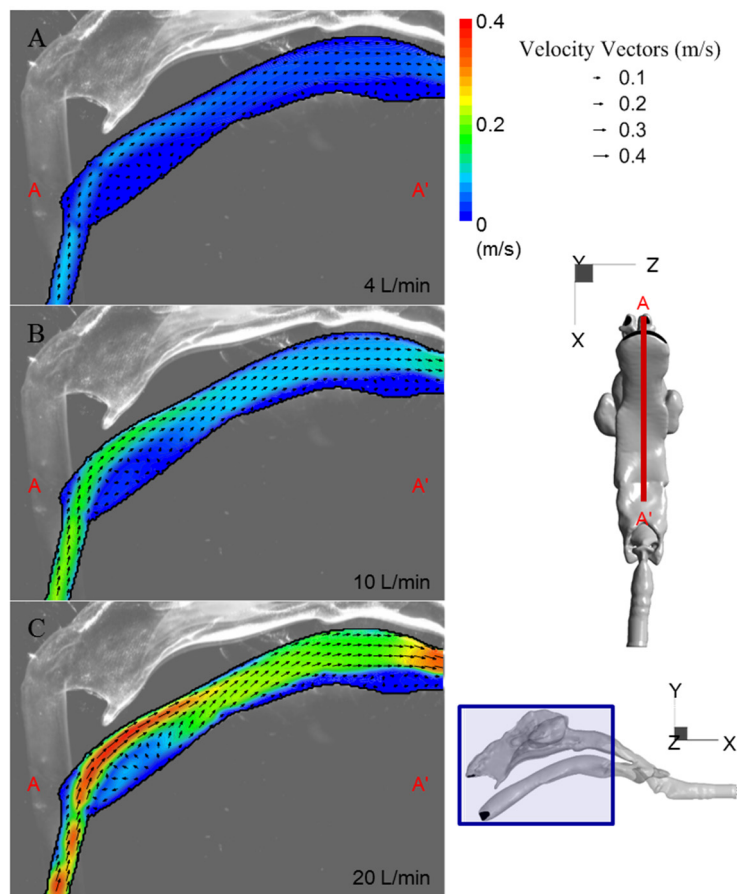 A
A
A'
4 L/min
B
A
A'
10 L/min
C
A
A'
20 L/min
0.4
0.2
0
(m/s)
Velocity Vectors (m/s)
0.1
0.2
0.3
0.4
Y
Z
X
A
A'
Y
Z
X